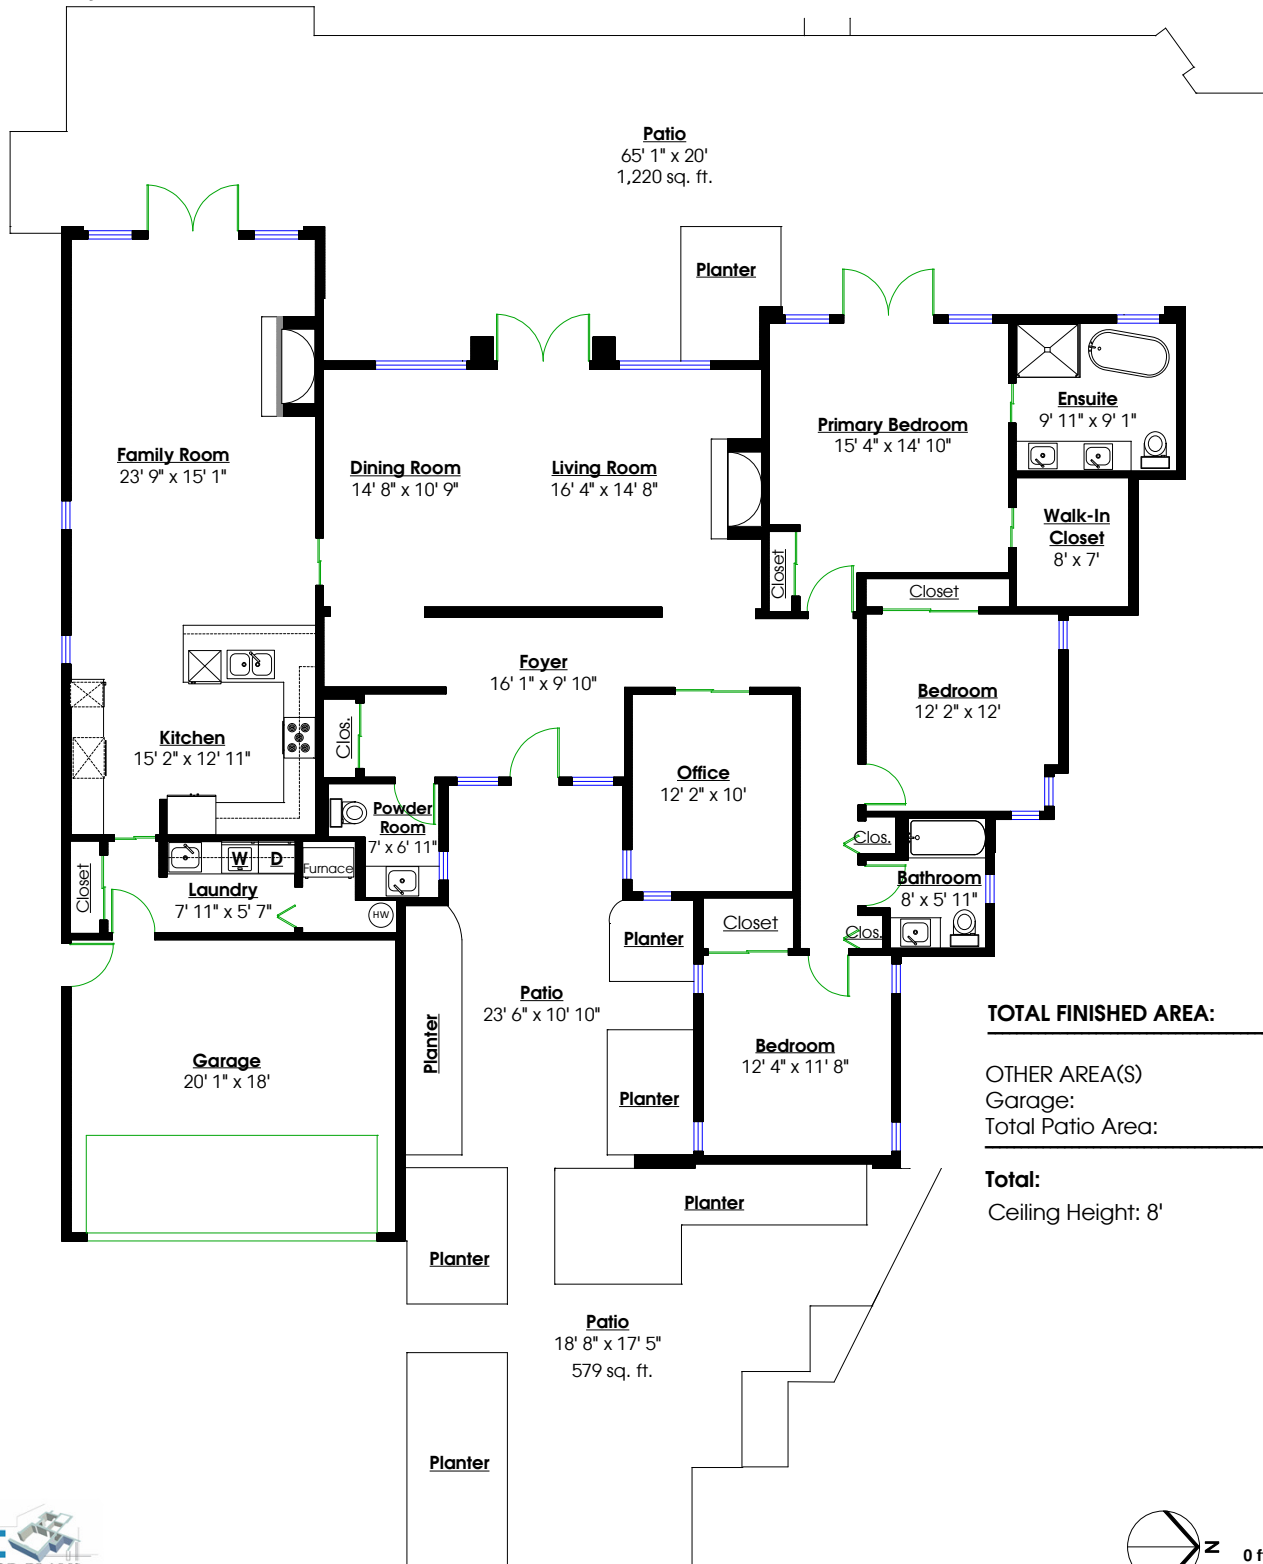 Patio
65' 1" x 20'
1,220 sq. ft.
Planter
Family Room
23' 9" x 15' 1"
Dining Room
14' 8" x 10' 9"
Living Room
16' 4" x 14' 8"
Primary Bedroom
15' 4" x 14' 10"
Ensuite
9' 11" x 9' 1"
Walk-In
Closet
8' x 7'
Closet
Closet
Foyer
16' 1" x 9' 10"
Bedroom
12' 2" x 12'
Clos.
Kitchen
15' 2" x 12' 11"
Office
12' 2" x 10'
Powder
Room
7' x 6' 11"
Clos.
Closet
W
D
Furnace
Laundry
7' 11" x 5' 7"
HW
Bathroom
8' x 5' 11"
Closet
Clos.
Planter
Patio
23' 6" x 10' 10"
Planter
Bedroom
12' 4" x 11' 8"
Garage
20' 1" x 18'
Planter
Planter
Planter
Patio
18' 8" x 17' 5"
579 sq. ft.
Planter
TOTAL FINISHED AREA:
OTHER AREA(S)
Garage:
Total Patio Area:
Total:
Ceiling Height: 8'
N
0 f